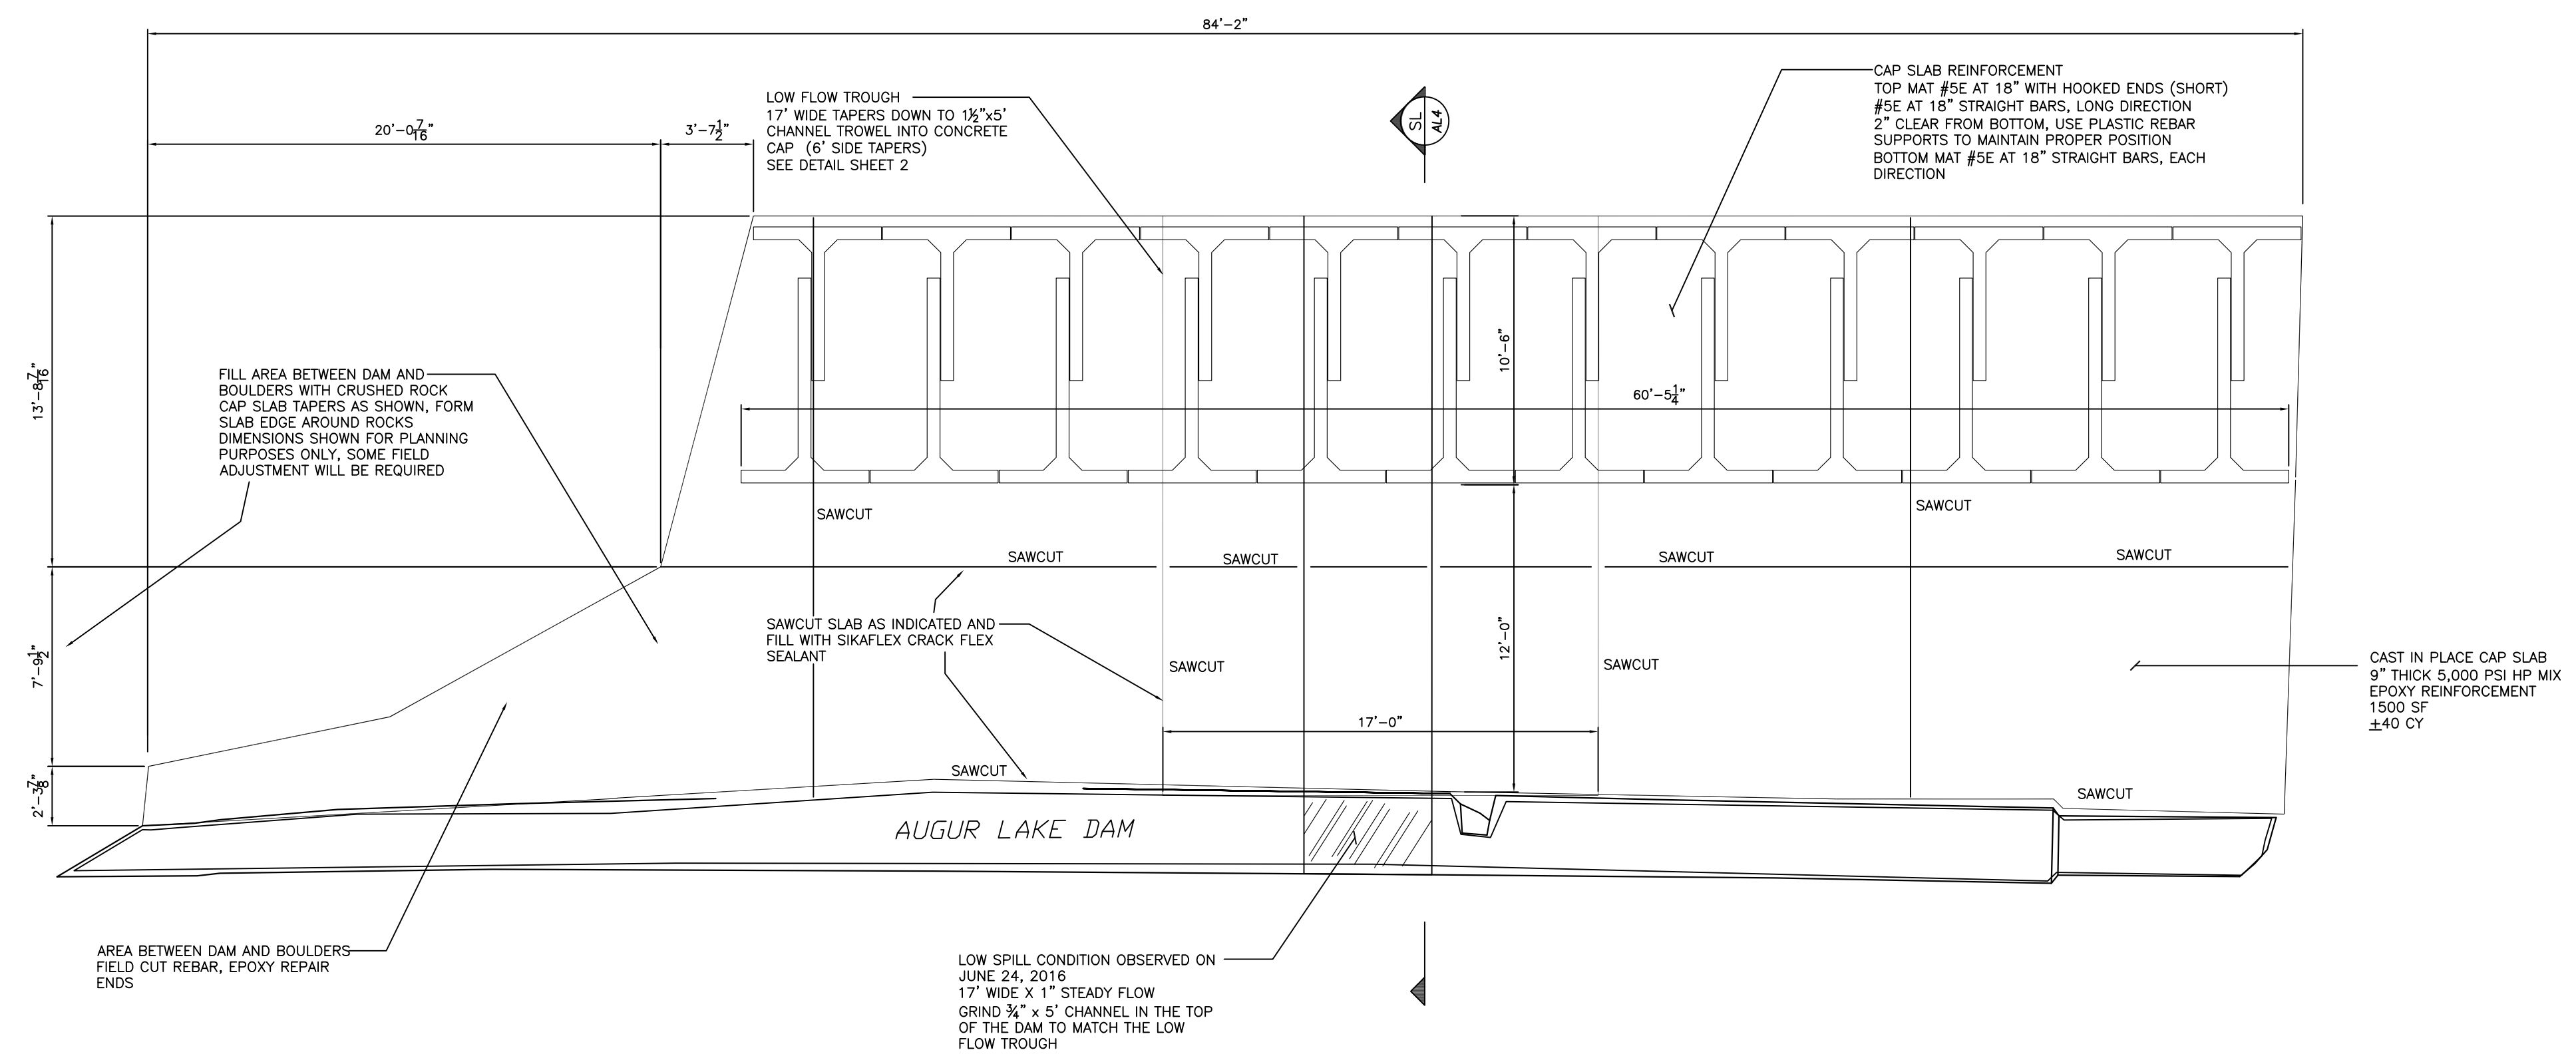 84'-2"
LOW FLOW TROUGH
17' WIDE TAPERS DOWN TO 1½"x5'
CHANNEL TROWEL INTO CONCRETE
CAP (6' SIDE TAPERS)
SEE DETAIL SHEET 2
SL
AL4
CAP SLAB REINFORCEMENT
TOP MAT #5E AT 18" WITH HOOKED ENDS (SHORT)
#5E AT 18" STRAIGHT BARS, LONG DIRECTION
2" CLEAR FROM BOTTOM, USE PLASTIC REBAR
SUPPORTS TO MAINTAIN PROPER POSITION
BOTTOM MAT #5E AT 18" STRAIGHT BARS, EACH
DIRECTION
20'-0 7/16"
3'-7 1/2"
13'-8 7/16"
10'-6"
60'-5 1/4"
FILL AREA BETWEEN DAM AND
BOULDERS WITH CRUSHED ROCK
CAP SLAB TAPERS AS SHOWN, FORM
SLAB EDGE AROUND ROCKS
DIMENSIONS SHOWN FOR PLANNING
PURPOSES ONLY, SOME FIELD
ADJUSTMENT WILL BE REQUIRED
SAWCUT
SAWCUT
SAWCUT
SAWCUT
SAWCUT
SAWCUT
SAWCUT SLAB AS INDICATED AND
FILL WITH SIKAFLEX CRACK FLEX
SEALANT
7'-9 1/2"
12'-0"
SAWCUT
SAWCUT
CAST IN PLACE CAP SLAB
9" THICK 5,000 PSI HP MIX
EPOXY REINFORCEMENT
1500 SF
±40 CY
17'-0"
2'-3 7/8"
SAWCUT
SAWCUT
AUGUR LAKE DAM
AREA BETWEEN DAM AND BOULDERS
FIELD CUT REBAR, EPOXY REPAIR
ENDS
LOW SPILL CONDITION OBSERVED ON
JUNE 24, 2016
17' WIDE X 1" STEADY FLOW
GRIND ¾" x 5' CHANNEL IN THE TOP
OF THE DAM TO MATCH THE LOW
FLOW TROUGH